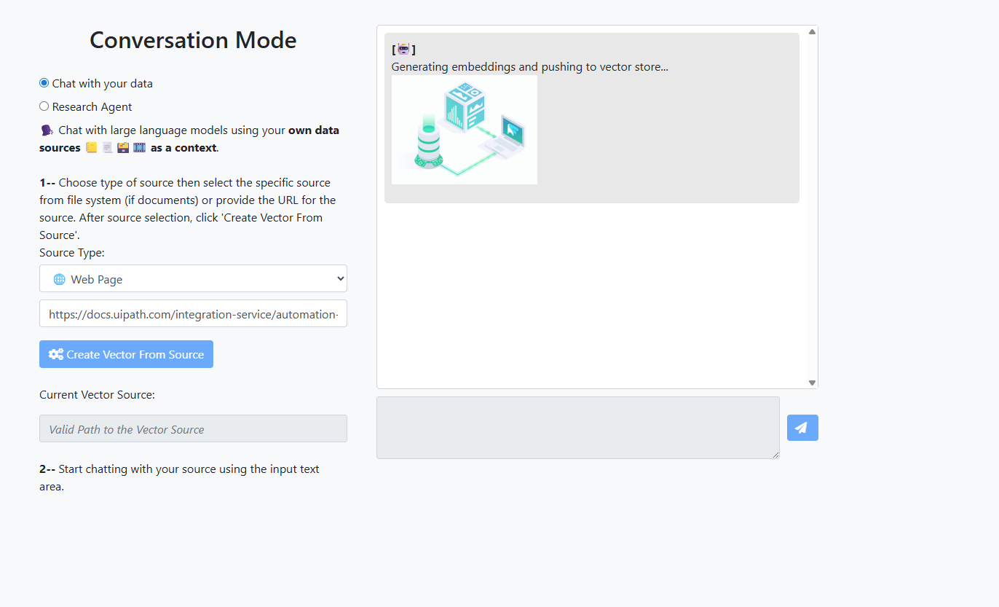 Conversation Mode
Chat with your data
Research Agent
Chat with large language models using your own data
sources as a context.
1-- Choose type of source then select the specific source
from file system (if documents) or provide the URL for the
source. After source selection, click 'Create Vector From
Source'.
Source Type:
Web Page
https://docs.uipath.com/integration-service/automation-
Create Vector From Source
Current Vector Source:
Valid Path to the Vector Source
2-- Start chatting with your source using the input text
area.
[🤖]
Generating embeddings and pushing to vector store...